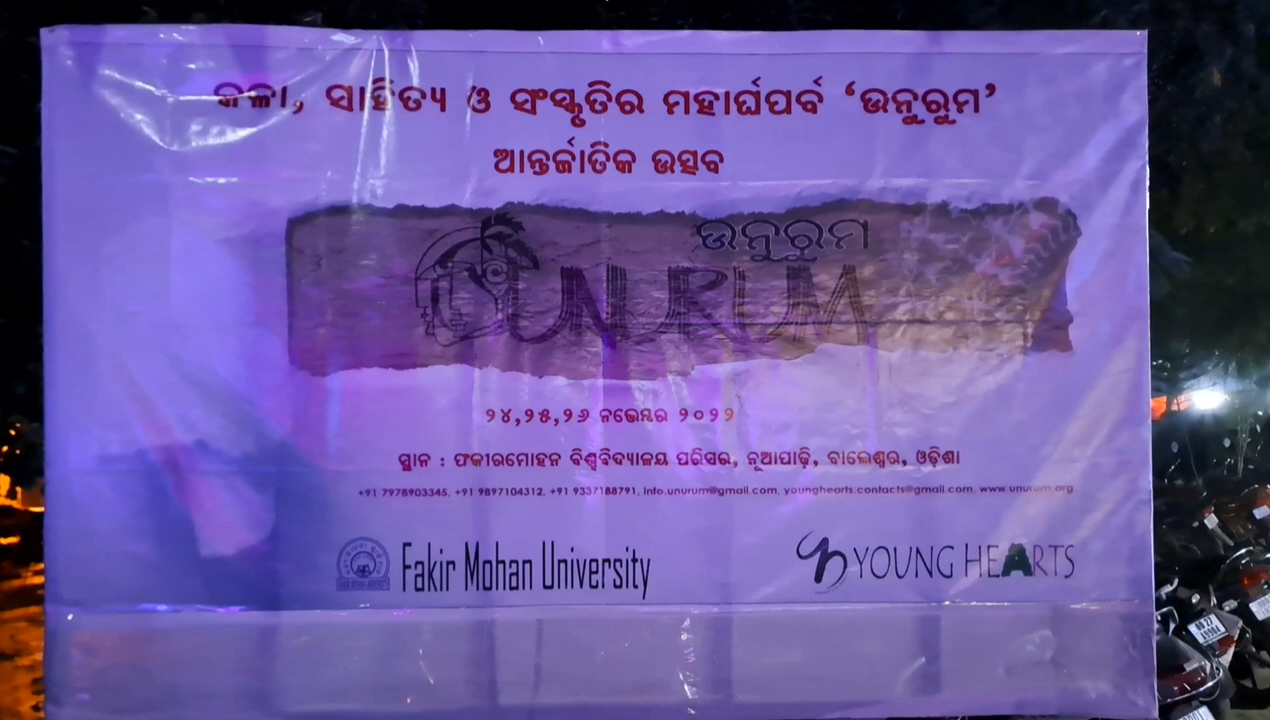 କଳା, ସାହିତ୍ୟ ଓ ସଂସ୍କୃତିର ମହାର୍ଘପର୍ବ ‘ଉନୁରୁମ’
ଆନ୍ତର୍ଜାତିକ ଉତ୍ସବ
ଉନୁରୁମ
UNURUM
୨୪,୨୫,୨୬ ନଭେମ୍ବର ୨୦୨୨
ସ୍ଥାନ : ଫକୀରମୋହନ ବିଶ୍ୱବିଦ୍ୟାଳୟ ପରିସର, ନୂଆପାଢ଼ି, ବାଲେଶ୍ୱର, ଓଡ଼ିଶା
+91 7978903345, +91 9897104312, +91 9337188791, info.unurum@gmail.com, younghearts.contacts@gmail.com, www.unurum.org
Fakir Mohan University
YOUNG HEARTS